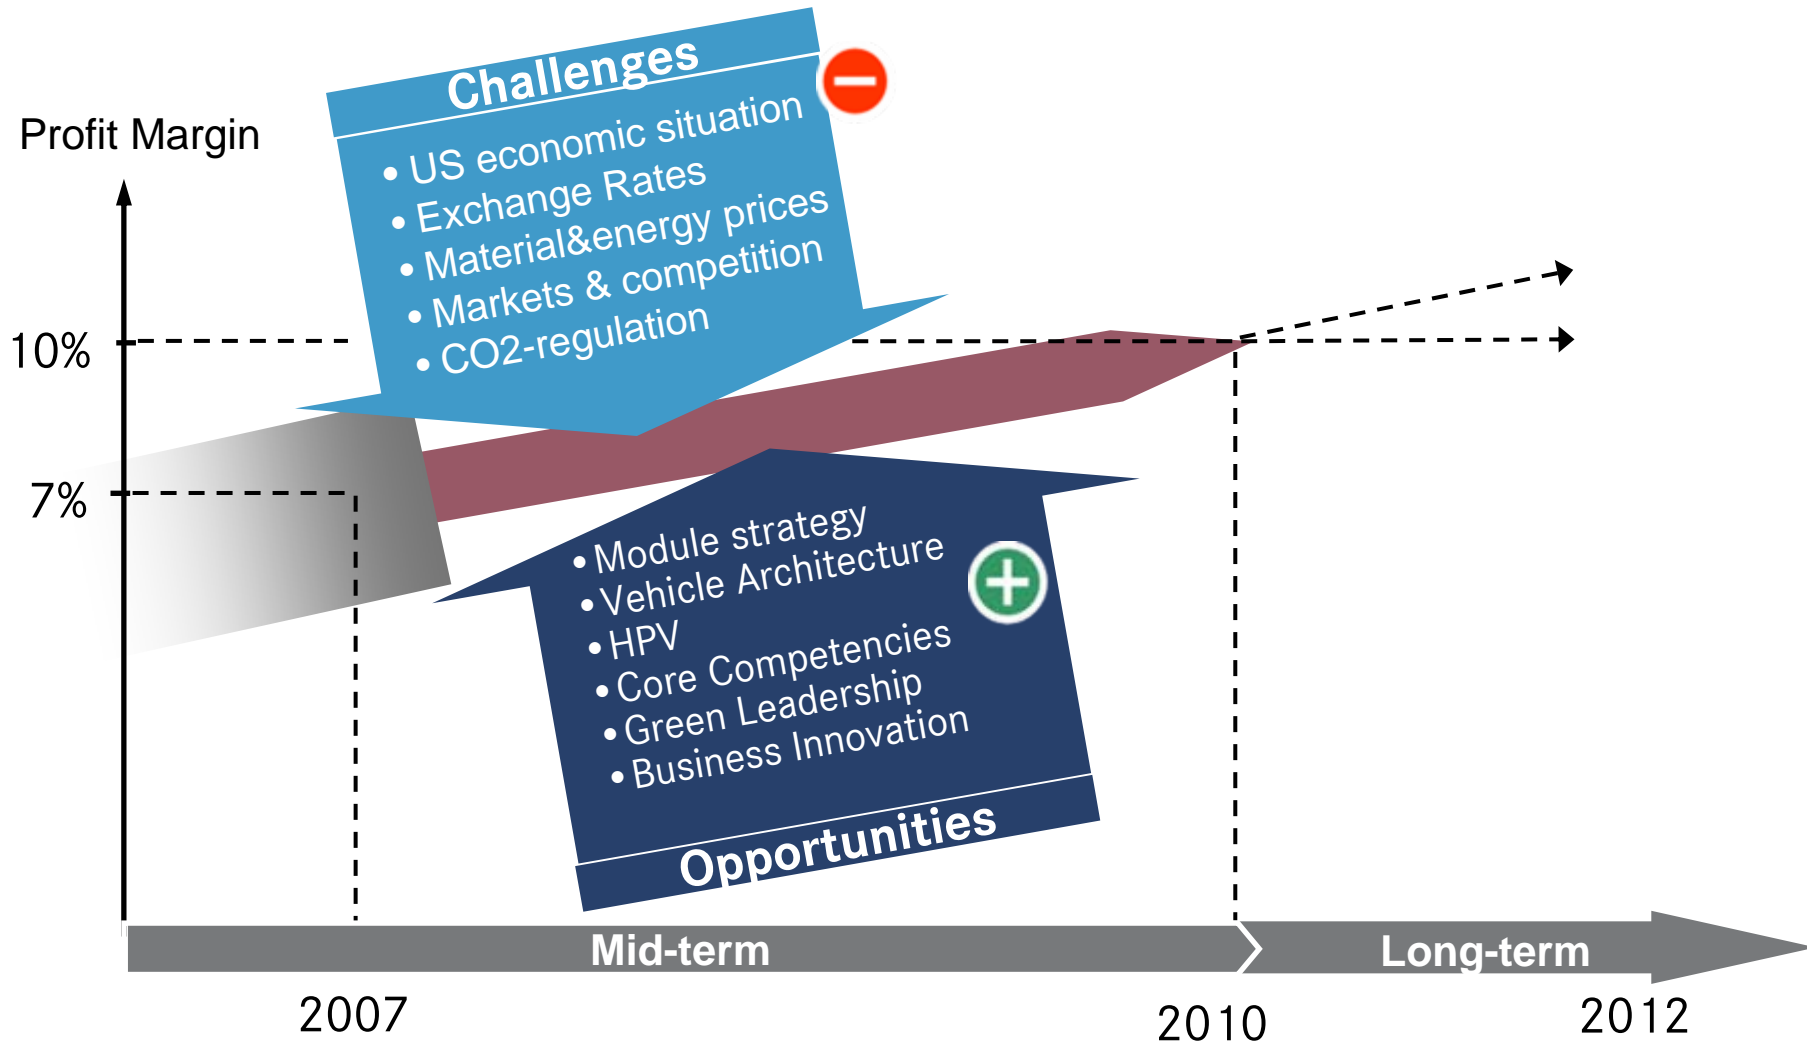 Challenges
• US economic situation
• Exchange Rates
• Material&energy prices
• Markets & competition
• CO2-regulation
Profit Margin
10%
7%
• Module strategy
• Vehicle Architecture
• HPV
• Core Competencies
• Green Leadership
• Business Innovation
Opportunities
Mid-term
Long-term
2007
2010
2012